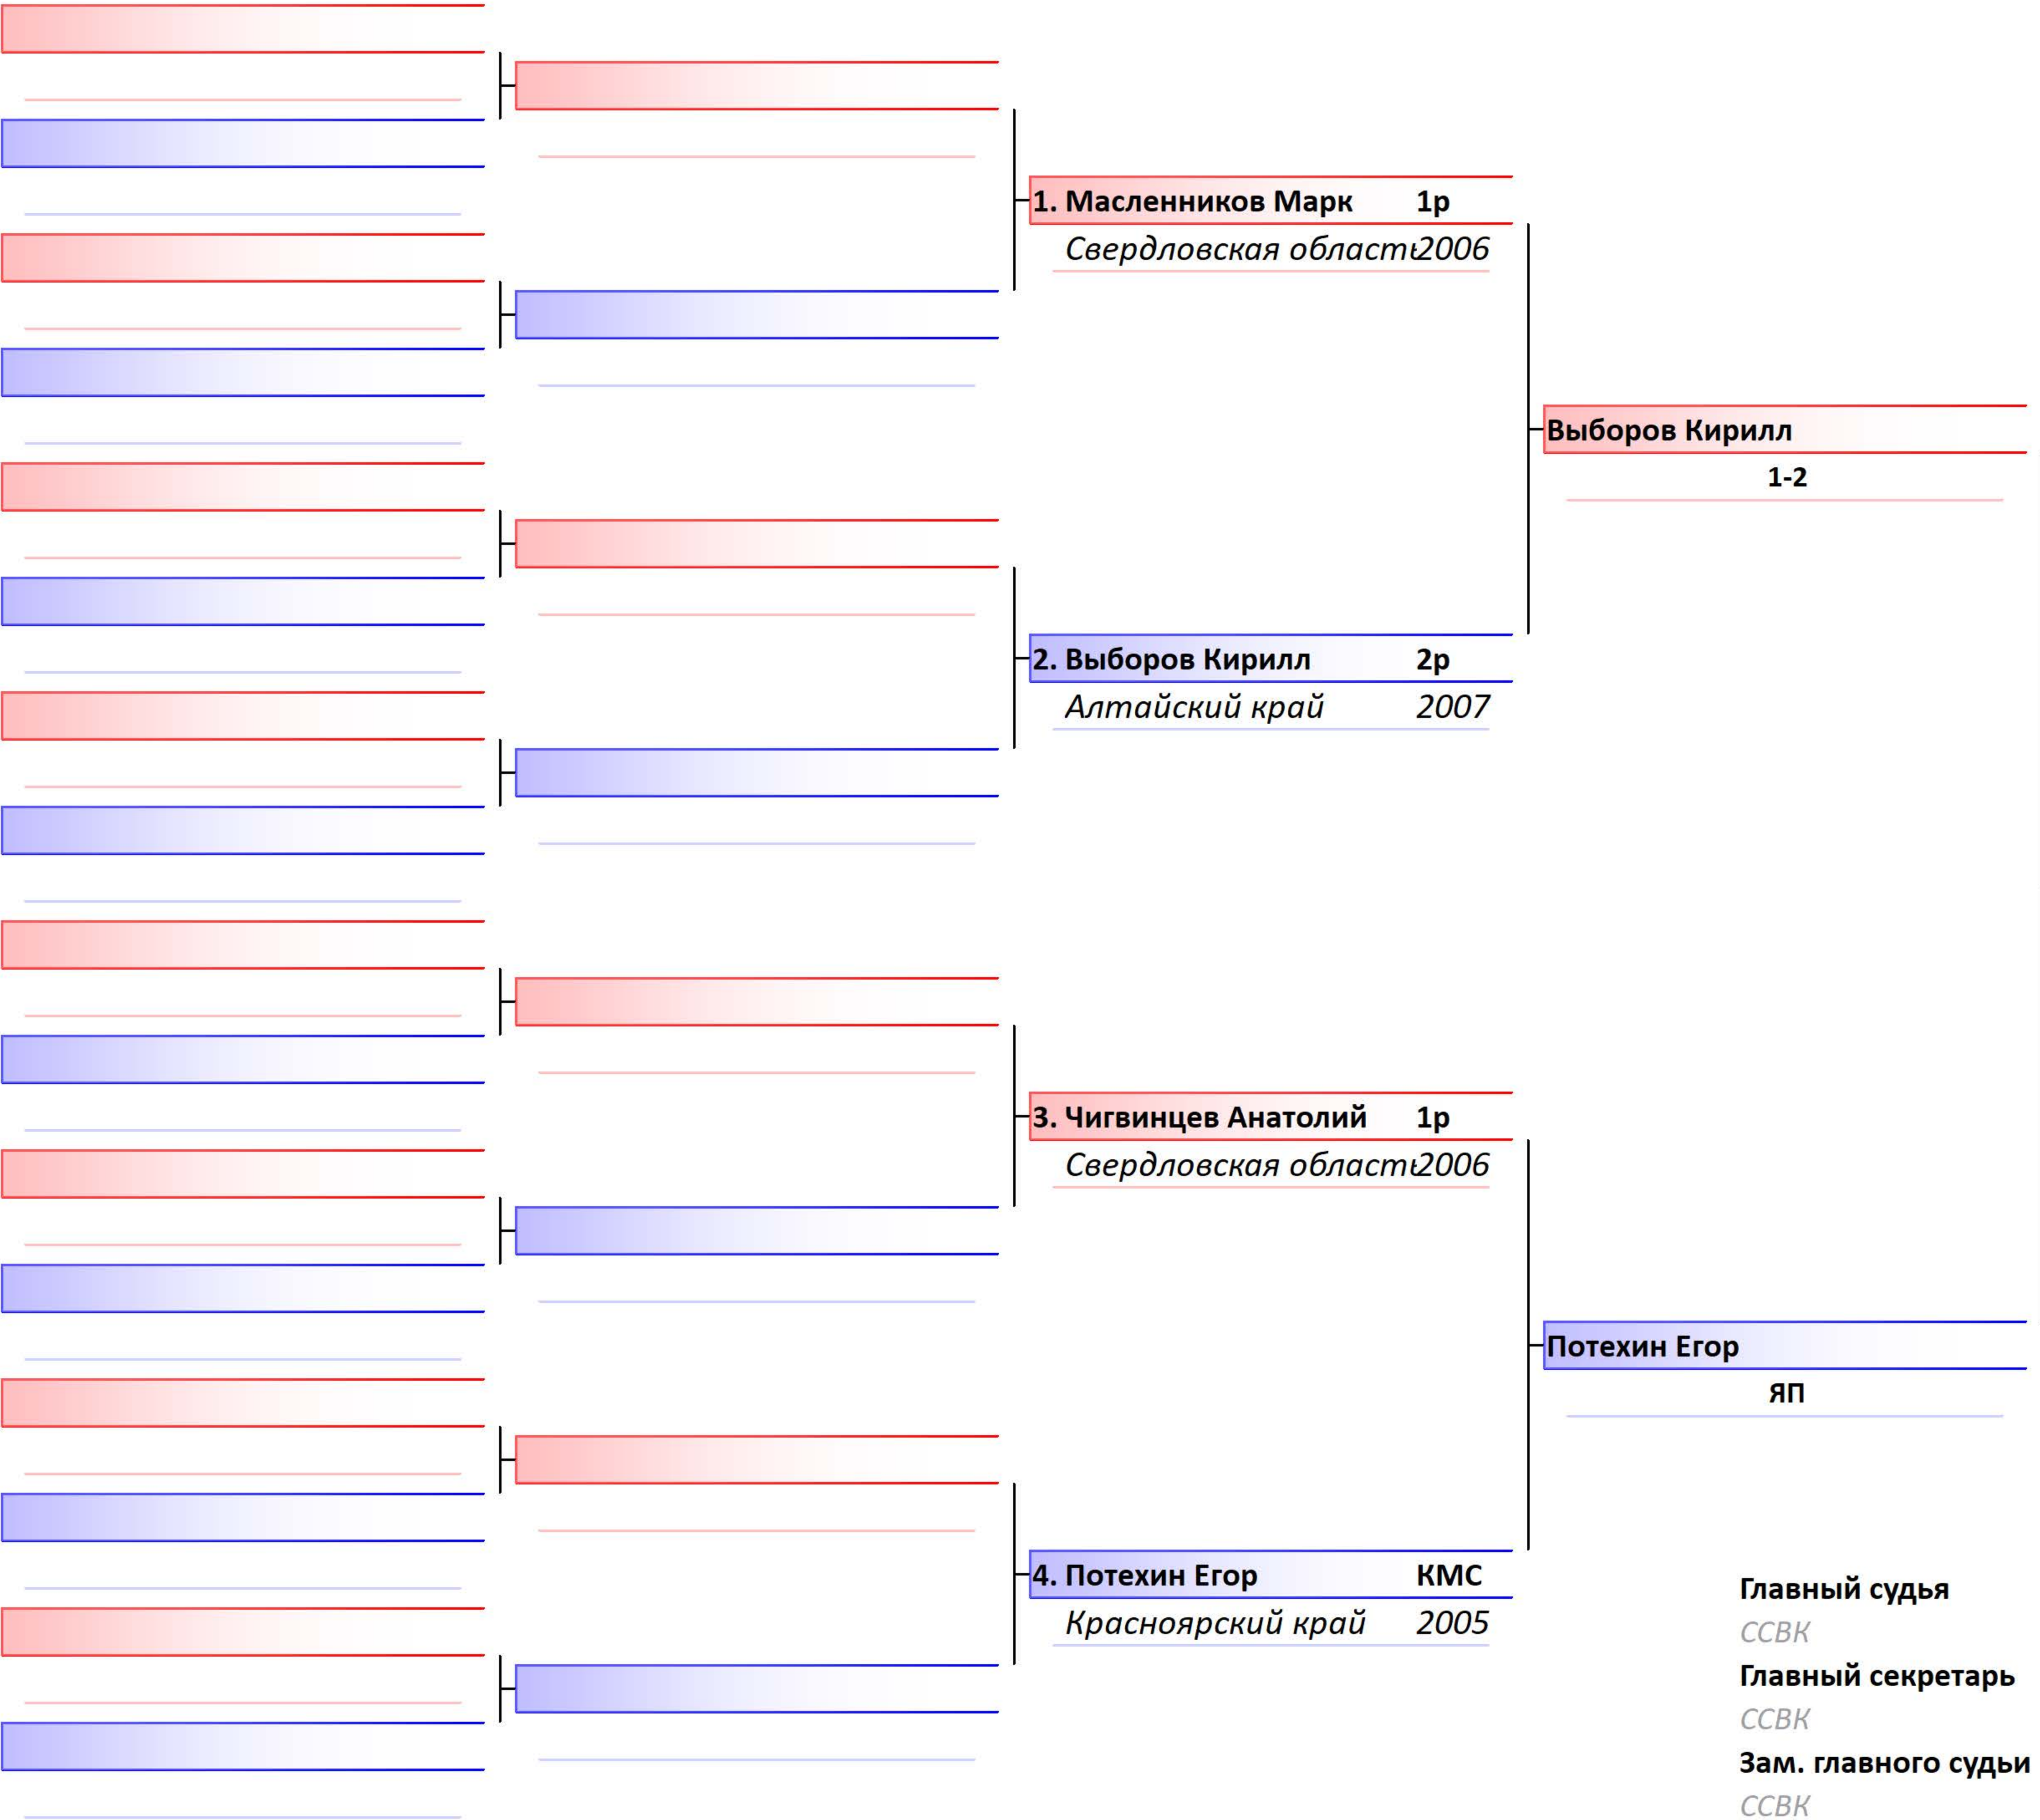 1. Масленников Марк 1р
Свердловская область 2006
Выборов Кирилл
1-2
2. Выборов Кирилл 2р
Алтайский край 2007
3. Чигвинцев Анатолий 1р
Свердловская область 2006
Потехин Егор
ЯП
4. Потехин Егор КМС
Красноярский край 2005
Главный судья
ССВК
Главный секретарь
ССВК
Зам. главного судьи
ССВК